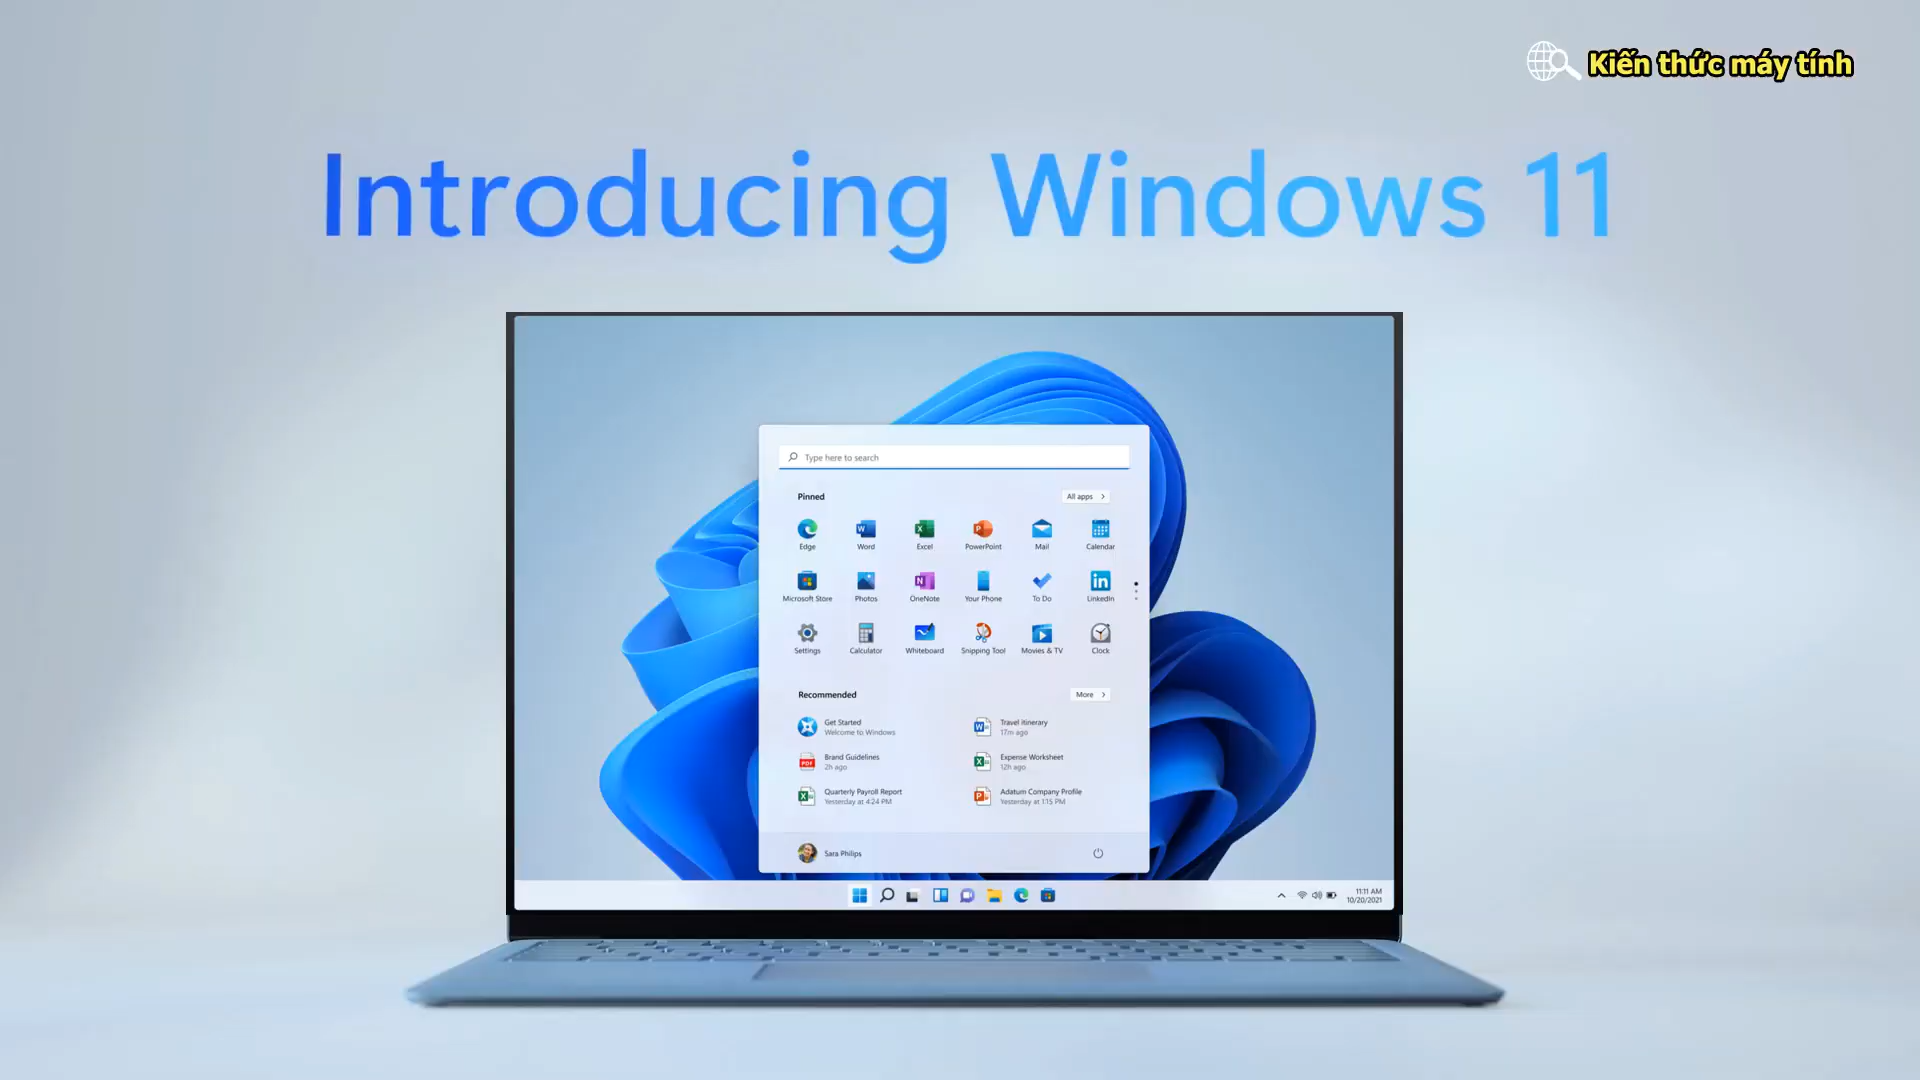 Kiến thức máy tính
Introducing Windows 11
Type here to search
Pinned
All apps
Edge
Word
Excel
PowerPoint
Mail
Calendar
Microsoft Store
Photos
OneNote
Your Phone
To Do
LinkedIn
Settings
Calculator
Whiteboard
Snipping Tool
Movies & TV
Clock
Recommended
More
Get Started
Welcome to Windows
Travel Itinerary
17m ago
Brand Guidelines
2h ago
Expense Worksheet
12h ago
Quarterly Payroll Report
Yesterday at 4:24 PM
Adatum Company Profile
Yesterday at 1:15 PM
Sara Philips
11:11 AM
10/20/2021